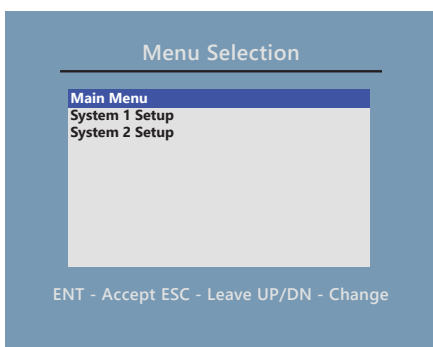 Menu Selection
Main Menu
System 1 Setup
System 2 Setup
ENT - Accept ESC - Leave UP/DN - Change